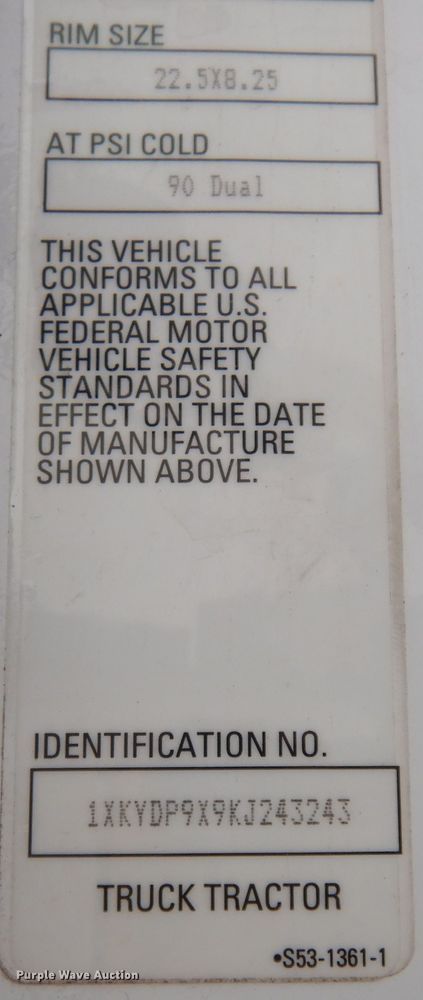 RIM SIZE
22.5X8.25
AT PSI COLD
90 Dual
THIS VEHICLE
CONFORMS TO ALL
APPLICABLE U.S.
FEDERAL MOTOR
VEHICLE SAFETY
STANDARDS IN
EFFECT ON THE DATE
OF MANUFACTURE
SHOWN ABOVE.
IDENTIFICATION NO.
1XKYDP9X9KJ243243
TRUCK TRACTOR
•S53-1361-1
Purple Wave Auction